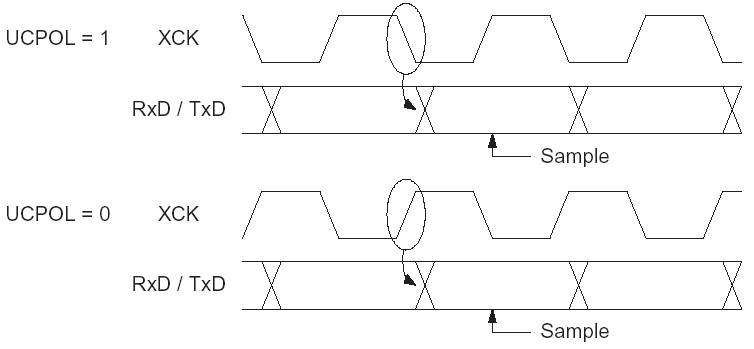 UCPOL = 1 XCK
RxD / TxD
Sample
UCPOL = 0 XCK
RxD / TxD
Sample